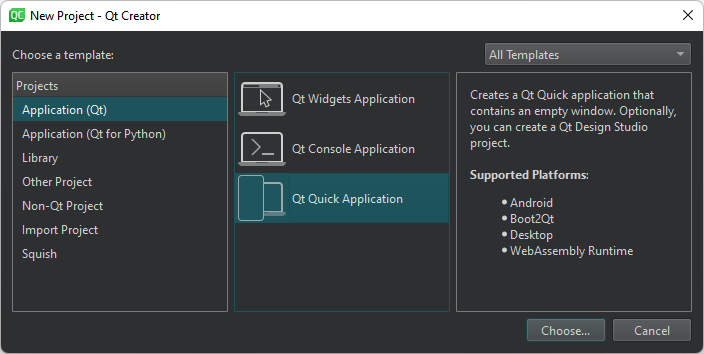 QC New Project - Qt Creator
Choose a template:
All Templates
Projects
Application (Qt)
Application (Qt for Python)
Library
Other Project
Non-Qt Project
Import Project
Squish
Qt Widgets Application
Qt Console Application
Qt Quick Application
Creates a Qt Quick application that
contains an empty window. Optionally,
you can create a Qt Design Studio
project.
Supported Platforms:
• Android
• Boot2Qt
• Desktop
• WebAssembly Runtime
Choose...
Cancel